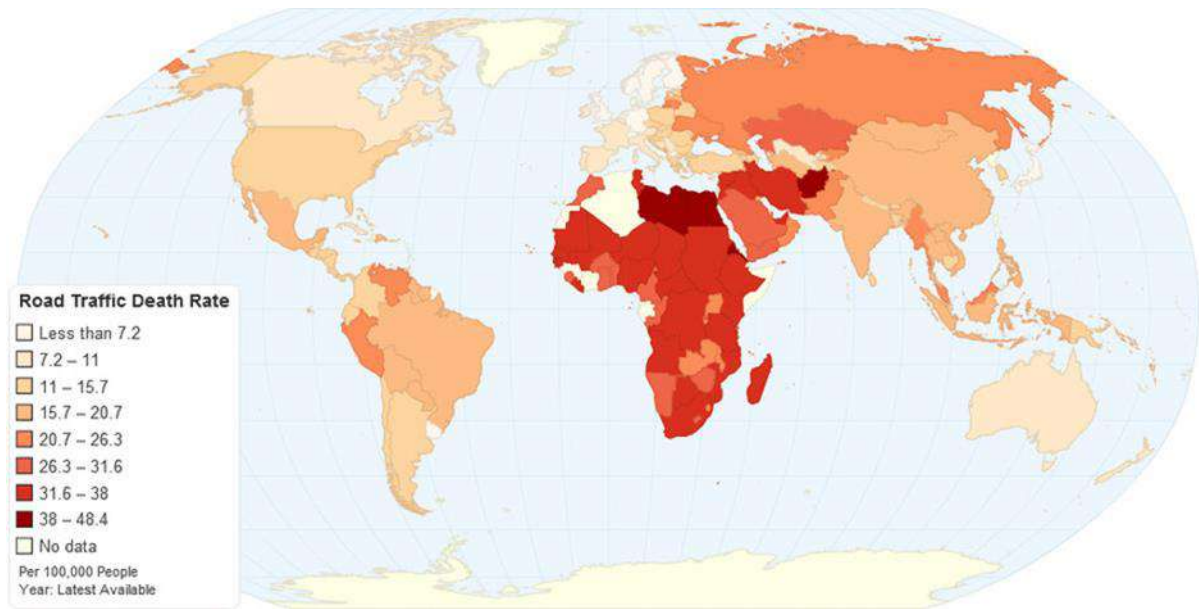 Road Traffic Death Rate
Less than 7.2
7.2 – 11
11 – 15.7
15.7 – 20.7
20.7 – 26.3
26.3 – 31.6
31.6 – 38
38 – 48.4
No data
Per 100,000 People
Year: Latest Available